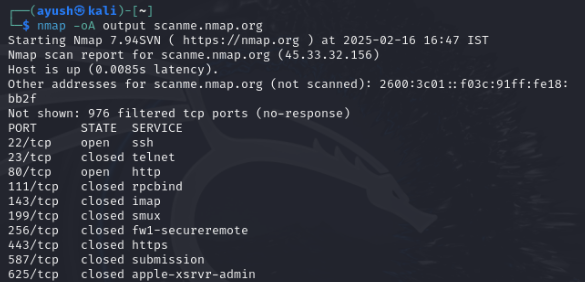 ┌──(ayush㉿kali)-[~]
└─$ nmap -oA output scanme.nmap.org
Starting Nmap 7.94SVN ( https://nmap.org ) at 2025-02-16 16:47 IST
Nmap scan report for scanme.nmap.org (45.33.32.156)
Host is up (0.0085s latency).
Other addresses for scanme.nmap.org (not scanned): 2600:3c01::f03c:91ff:fe18:
bb2f
Not shown: 976 filtered tcp ports (no-response)
PORT    STATE  SERVICE
22/tcp  open   ssh
23/tcp  closed telnet
80/tcp  open   http
111/tcp closed rpcbind
143/tcp closed imap
199/tcp closed smux
256/tcp closed fw1-secureremote
443/tcp closed https
587/tcp closed submission
625/tcp closed apple-xsrvr-admin